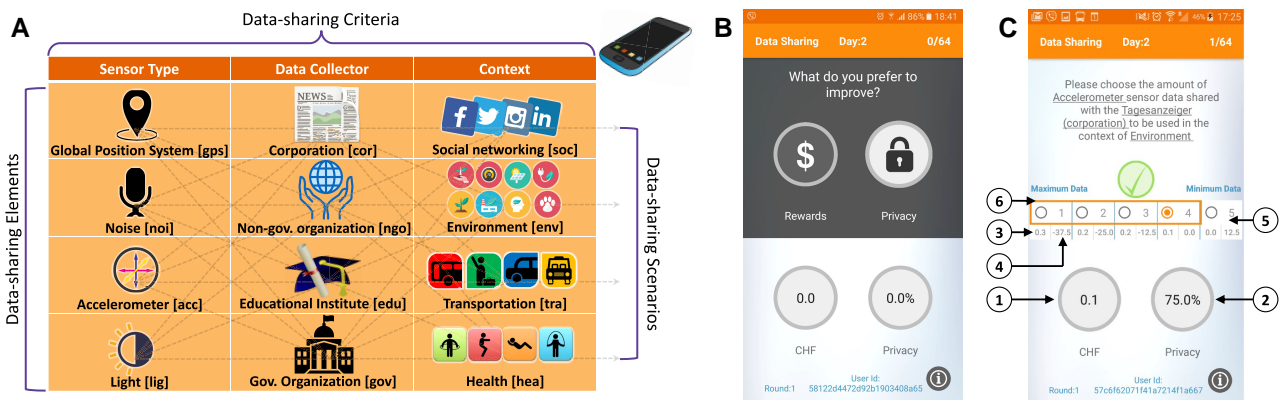 A
Data-sharing Criteria
Sensor Type
Data Collector
Context
Data-sharing Elements
Global Position System [gps]
NEWS
Corporation [cor]
Social networking [soc]
Noise [noi]
Non-gov. organization [ngo]
Environment [env]
Accelerometer [acc]
Educational Institute [edu]
Transportation [tra]
Light [lig]
Gov. Organization [gov]
Health [hea]
Data-sharing Scenarios
B
86% 18:41
Data Sharing Day:2 0/64
What do you prefer to
improve?
$
Rewards Privacy
0.0 0.0%
CHF Privacy
User Id:
Round:1 58122d4472d92b1903408a65
C
46% 17:25
Data Sharing Day:2 1/64
Please choose the amount of
Accelerometer sensor data shared
with the Tagesanzeiger
(corporation) to be used in the
context of Environment
Maximum Data Minimum Data
6
1 2 3 4 5
5
3
0.3 -37.5 0.2 -25.0 0.2 -12.5 0.1 0.0 0.0 12.5
4
1
0.1 75.0%
2
CHF Privacy
User Id:
Round:1 57c6f62071f41a7214f1a667